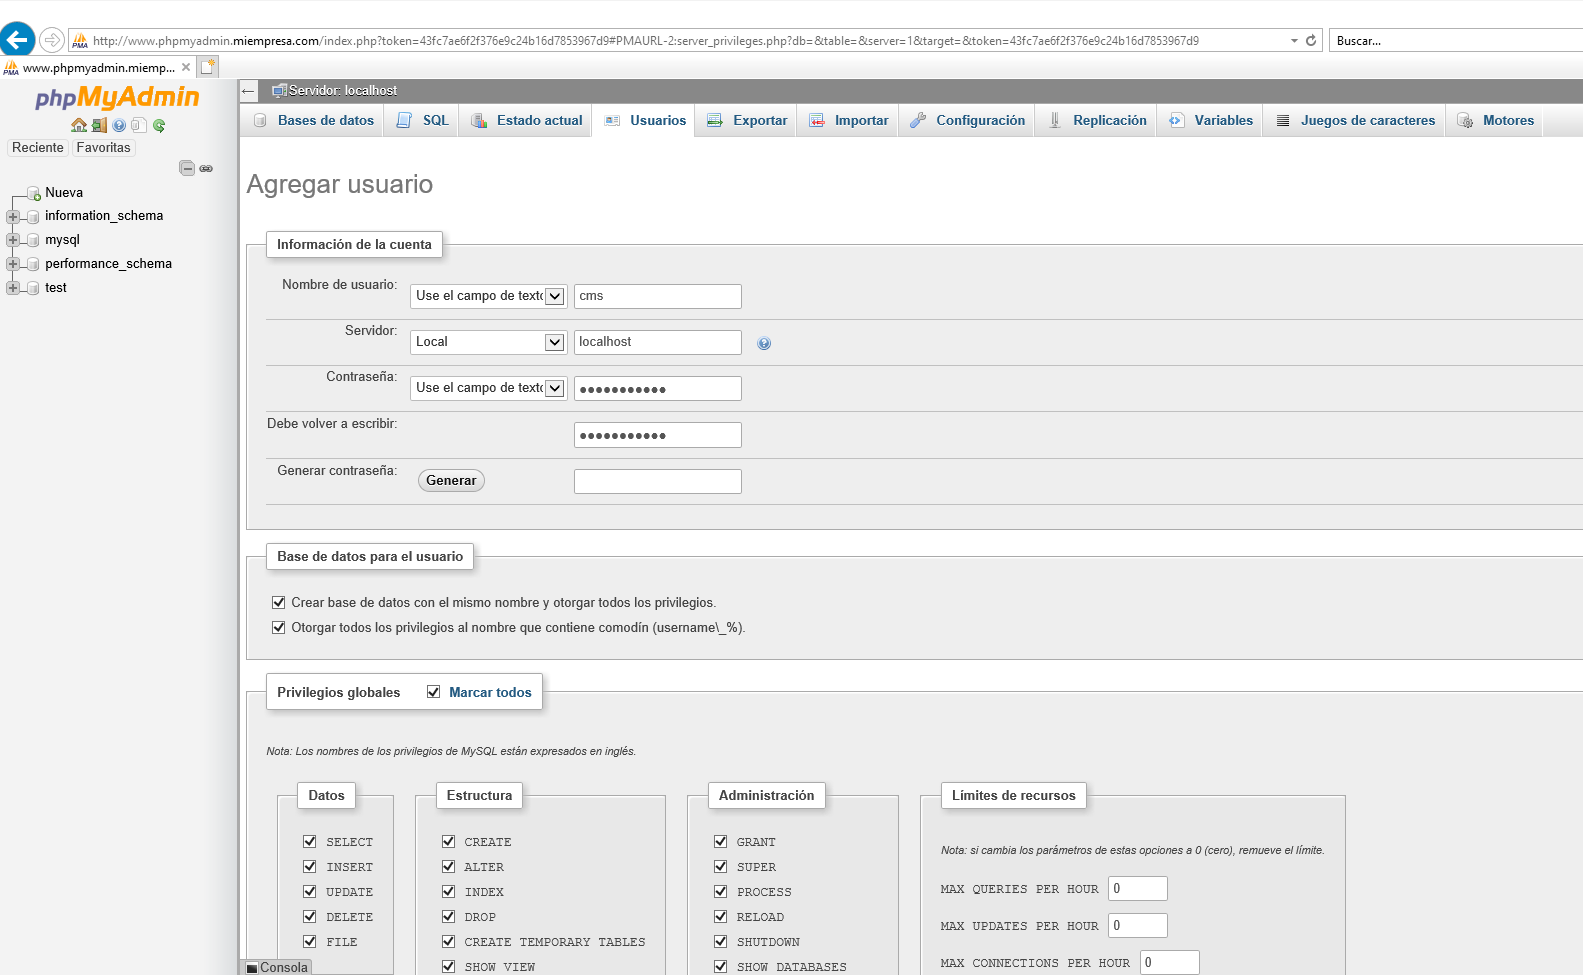 http://www.phpmyadmin.miempresa.com/index.php?token=43fc7ae6f2f376e9c24b16d7853967d9#PMAURL-2:server_privileges.php?db=&table=&server=1&target=&token=43fc7ae6f2f376e9c24b16d7853967d9
Buscar...
www.phpmyadmin.miemp...
phpMyAdmin
Reciente Favoritas
Nueva
information_schema
mysql
performance_schema
test
Servidor: localhost
Bases de datos SQL Estado actual Usuarios Exportar Importar Configuración Replicación Variables Juegos de caracteres Motores
Agregar usuario
Información de la cuenta
Nombre de usuario: Use el campo de texto cms
Servidor: Local localhost
Contraseña: Use el campo de texto •••••••••••
Debe volver a escribir: •••••••••••
Generar contraseña: Generar
Base de datos para el usuario
Crear base de datos con el mismo nombre y otorgar todos los privilegios.
Otorgar todos los privilegios al nombre que contiene comodín (username\_%).
Privilegios globales Marcar todos
Nota: Los nombres de los privilegios de MySQL están expresados en inglés.
Datos
SELECT
INSERT
UPDATE
DELETE
FILE
Estructura
CREATE
ALTER
INDEX
DROP
CREATE TEMPORARY TABLES
SHOW VIEW
Administración
GRANT
SUPER
PROCESS
RELOAD
SHUTDOWN
SHOW DATABASES
Límites de recursos
Nota: si cambia los parámetros de estas opciones a 0 (cero), remueve el límite.
MAX QUERIES PER HOUR 0
MAX UPDATES PER HOUR 0
MAX CONNECTIONS PER HOUR 0
Consola